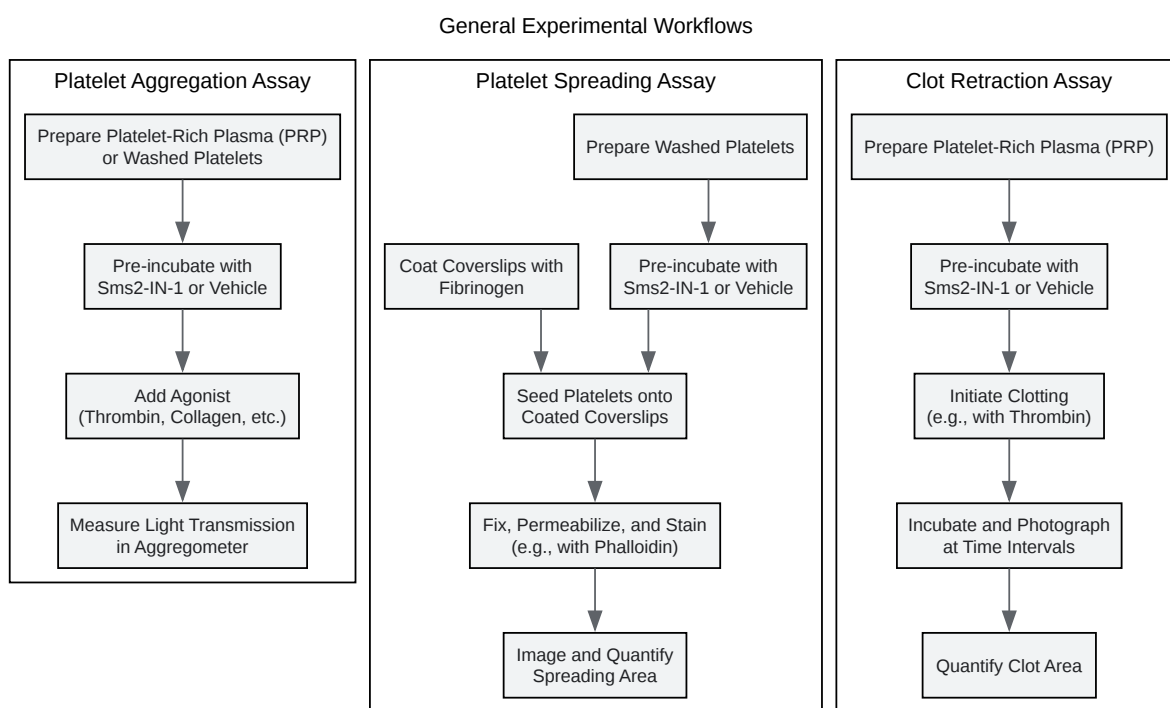 General Experimental Workflows
Platelet Aggregation Assay
Prepare Platelet-Rich Plasma (PRP)
or Washed Platelets
Pre-incubate with
Sms2-IN-1 or Vehicle
Add Agonist
(Thrombin, Collagen, etc.)
Measure Light Transmission
in Aggregometer
Platelet Spreading Assay
Prepare Washed Platelets
Coat Coverslips with
Fibrinogen
Pre-incubate with
Sms2-IN-1 or Vehicle
Seed Platelets onto
Coated Coverslips
Fix, Permeabilize, and Stain
(e.g., with Phalloidin)
Image and Quantify
Spreading Area
Clot Retraction Assay
Prepare Platelet-Rich Plasma (PRP)
Pre-incubate with
Sms2-IN-1 or Vehicle
Initiate Clotting
(e.g., with Thrombin)
Incubate and Photograph
at Time Intervals
Quantify Clot Area